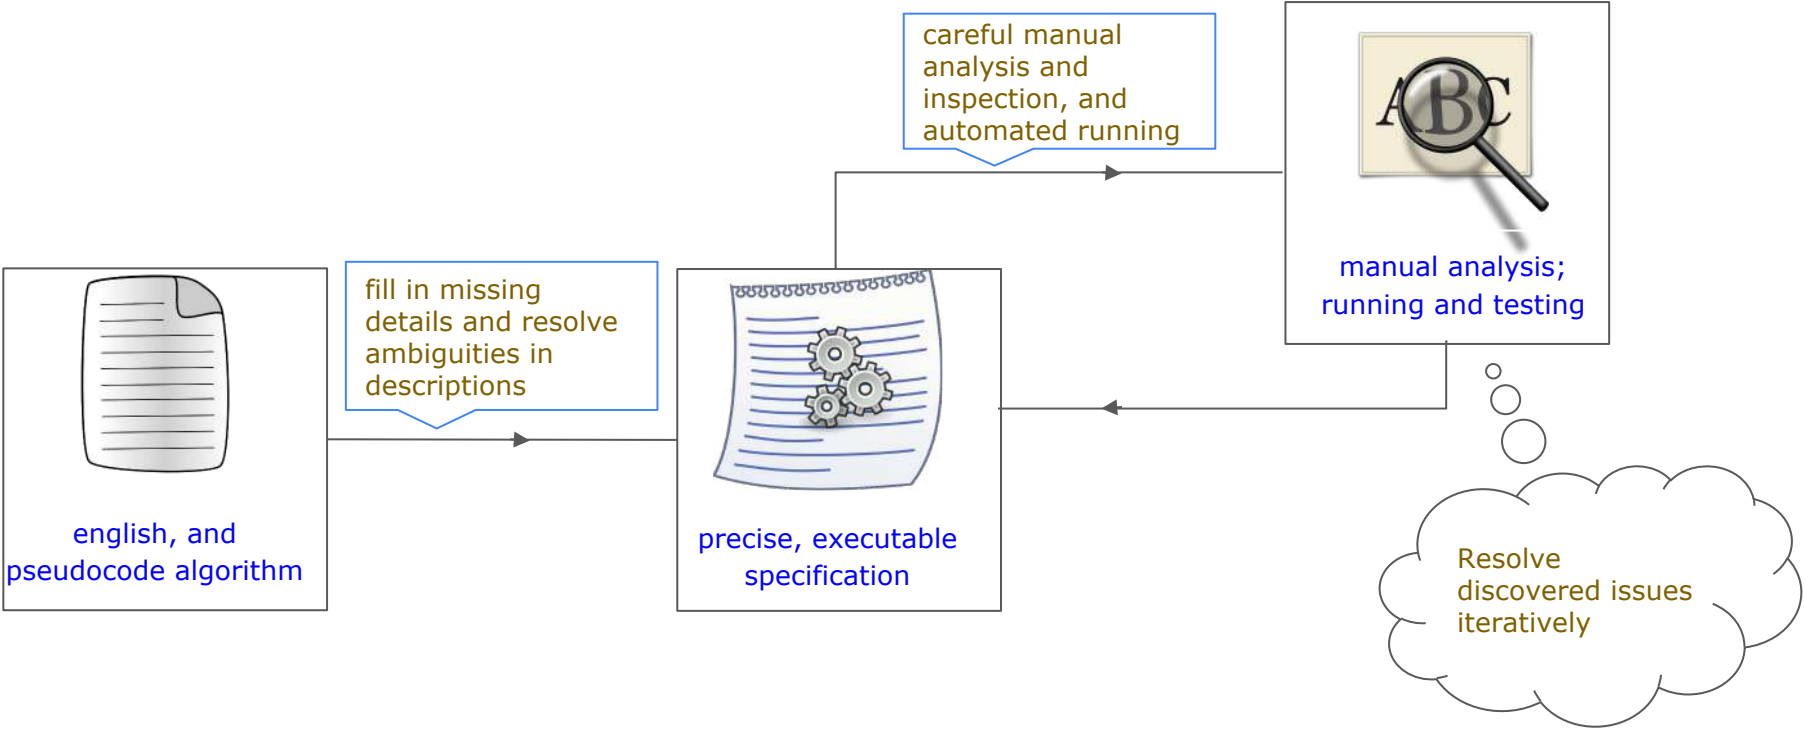 careful manual
analysis and
inspection, and
automated running
ABC
manual analysis;
running and testing
fill in missing
details and resolve
ambiguities in
descriptions
english, and
pseudocode algorithm
precise, executable
specification
Resolve
discovered issues
iteratively